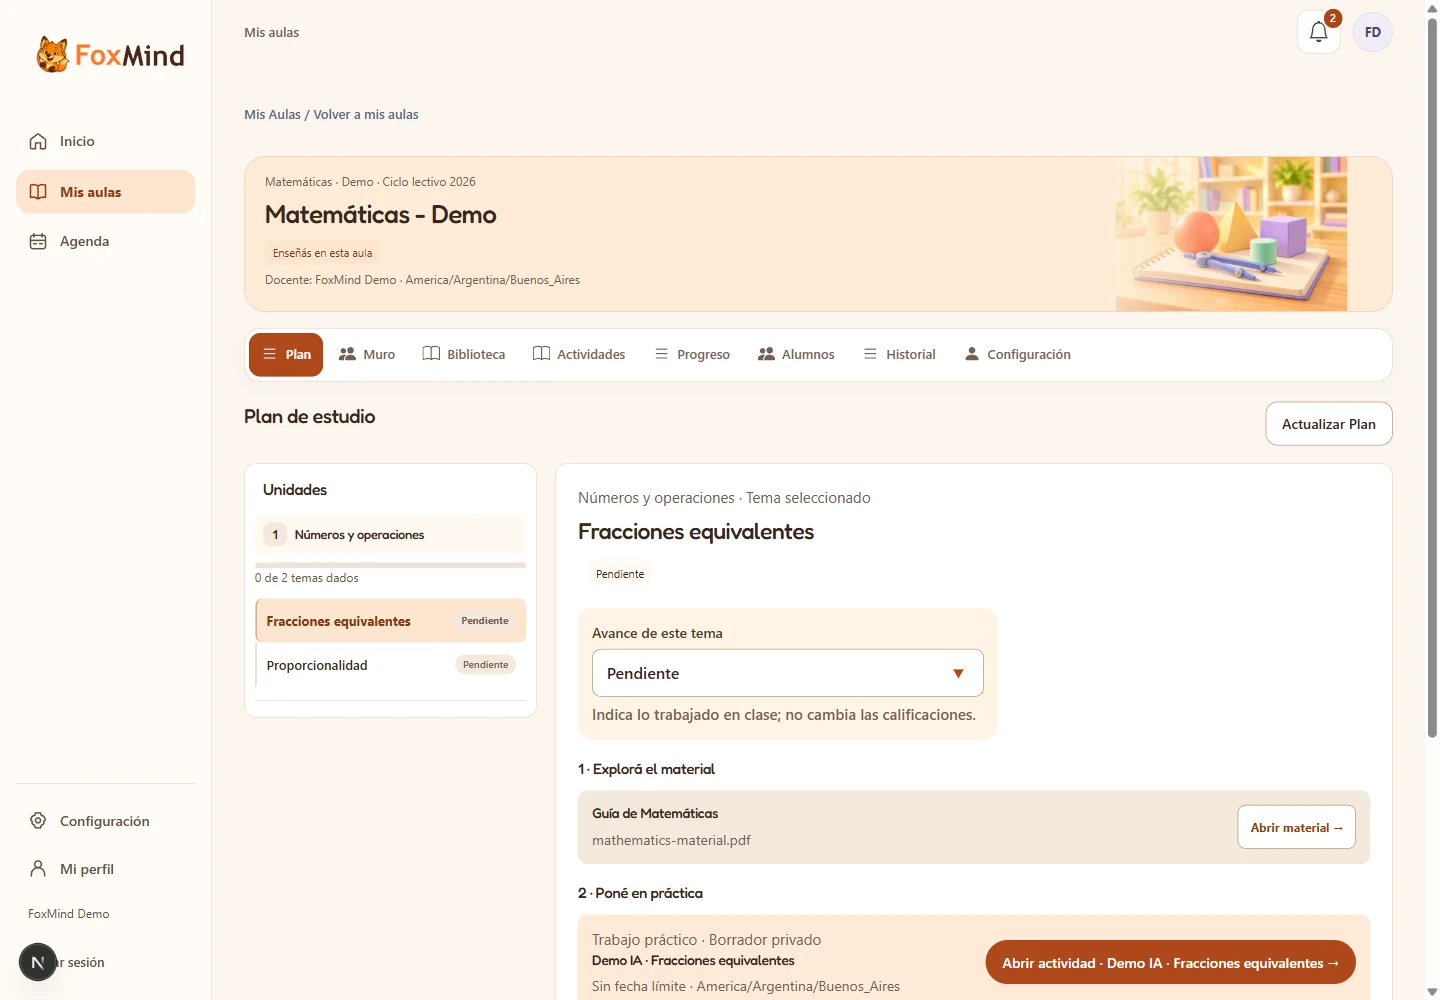 FoxMind
Inicio
Mis aulas
Agenda
Configuración
Mi perfil
FoxMind Demo
N
r sesión
Mis aulas
2
FD
Mis Aulas / Volver a mis aulas
Matemáticas · Demo · Ciclo lectivo 2026
Matemáticas - Demo
Enseñás en esta aula
Docente: FoxMind Demo · America/Argentina/Buenos_Aires
Plan
Muro
Biblioteca
Actividades
Progreso
Alumnos
Historial
Configuración
Plan de estudio
Actualizar Plan
Unidades
1 Números y operaciones
0 de 2 temas dados
Fracciones equivalentes Pendiente
Proporcionalidad Pendiente
Números y operaciones · Tema seleccionado
Fracciones equivalentes
Pendiente
Avance de este tema
Pendiente
Indica lo trabajado en clase; no cambia las calificaciones.
1 · Explorá el material
Guía de Matemáticas
mathematics-material.pdf
Abrir material →
2 · Poné en práctica
Trabajo práctico · Borrador privado
Demo IA · Fracciones equivalentes
Sin fecha límite · America/Argentina/Buenos_Aires
Abrir actividad · Demo IA · Fracciones equivalentes →